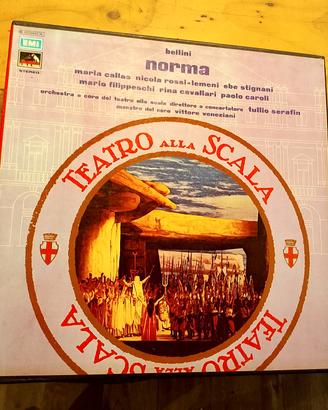 EMI
STEREO
bellini
norma
maria callas nicola rossi-lemeni ebe stignani
mario filippeschi rina cavallari paolo caroli
orchestra e coro del teatro alla scala direttore e concertatore tullio serafin
maestro del coro vittore veneziani
TEATRO ALLA SCALA
TEATRO ALLA SCALA